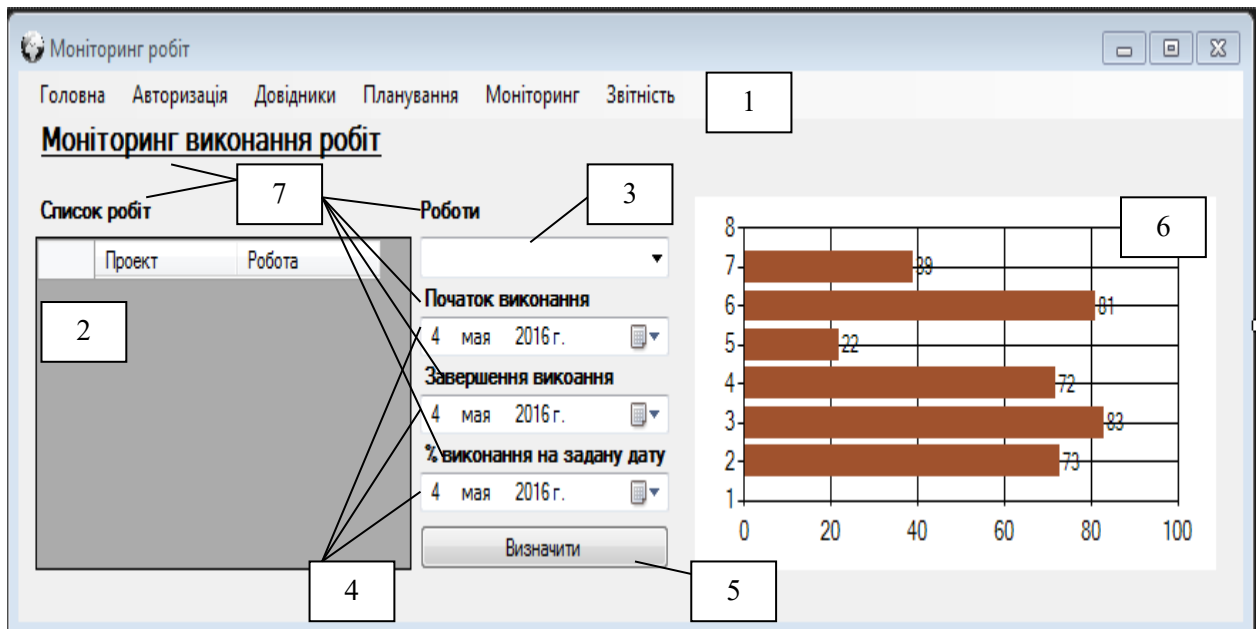 Моніторинг робіт
Головна Авторизація Довідники Планування Моніторинг Звітність
1
Моніторинг виконання робіт
7
3
Список робіт
Роботи
Проект Робота
2
Початок виконання
4 мая 2016 г.
Завершення викоання
4 мая 2016 г.
% виконання на задану дату
4 мая 2016 г.
Визначити
4
5
6
8
7
6
5
4
3
2
1
39
81
22
72
83
73
0 20 40 60 80 100